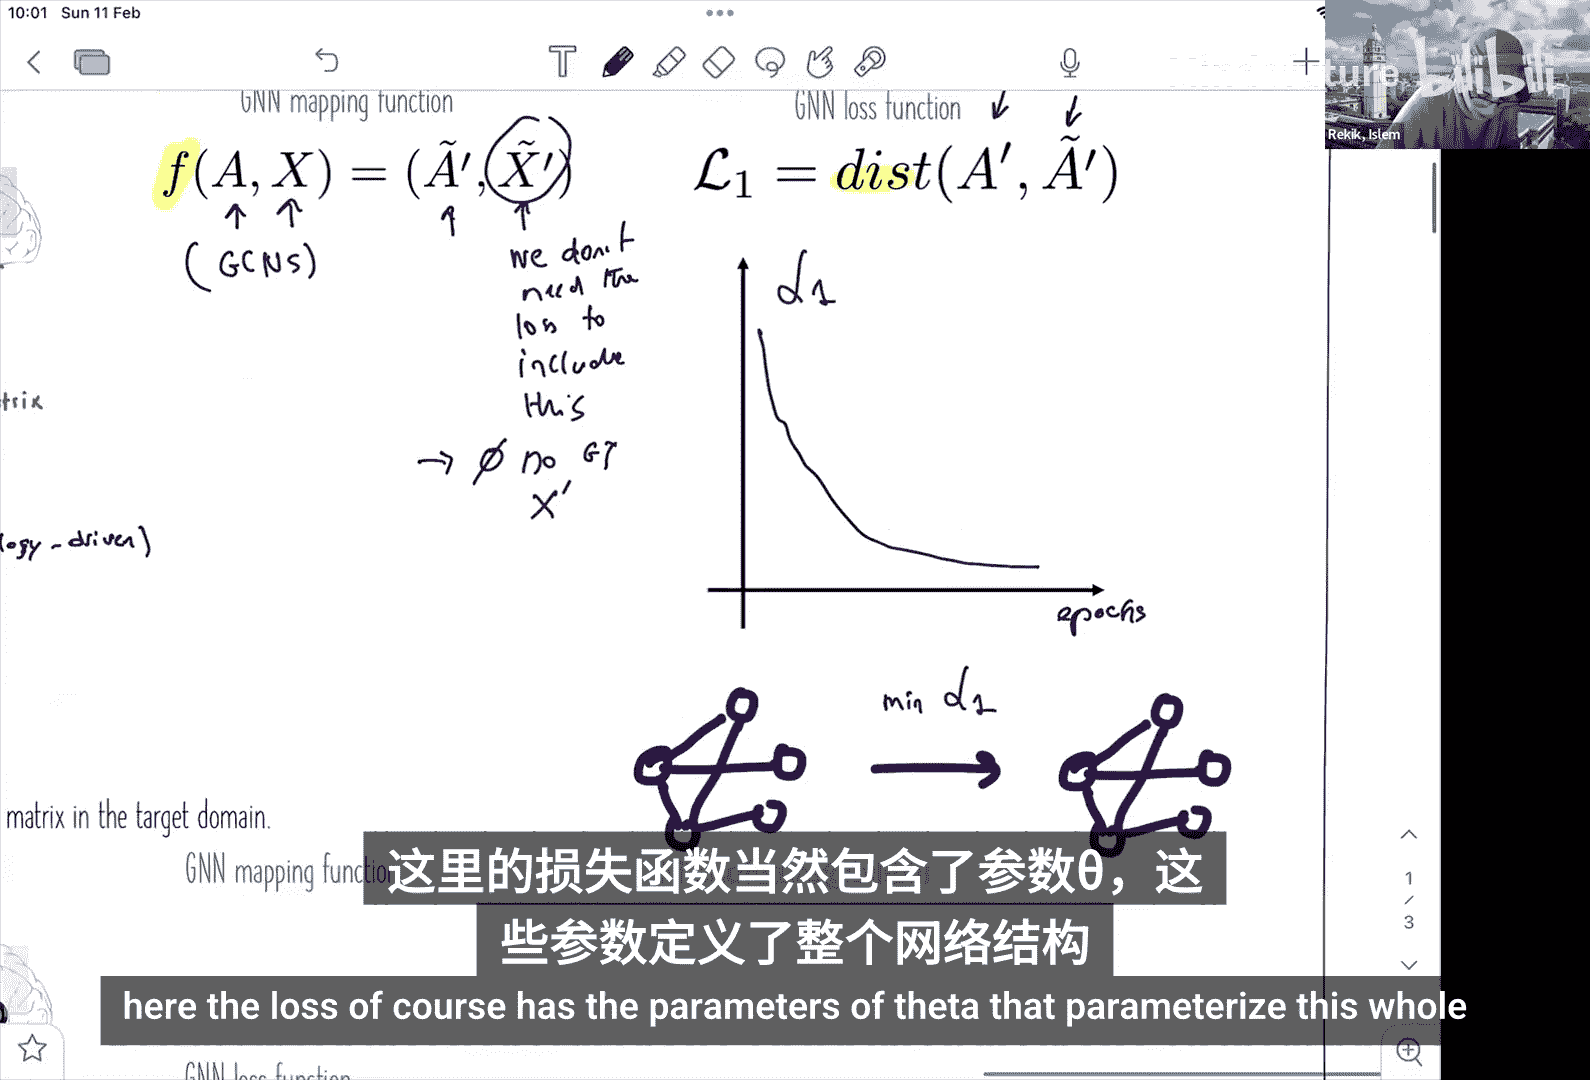 10:01 Sun 11 Feb
ture bilibili
Rekik, Islem
GNN mapping function
f(A, X) = (Ã′, X̃′)
(GCNs)
we don't
need the
loss to
include
this
→ ∅ no GT
X′
GNN loss function
ℒ₁ = dist(A′, Ã′)
ℒ1
epochs
min ℒ1
trix
logy-driven)
matrix in the target domain.
GNN mapping function
1
/
3
这里的损失函数当然包含了参数θ，这
些参数定义了整个网络结构
here the loss of course has the parameters of theta that parameterize this whole
GNN loss function